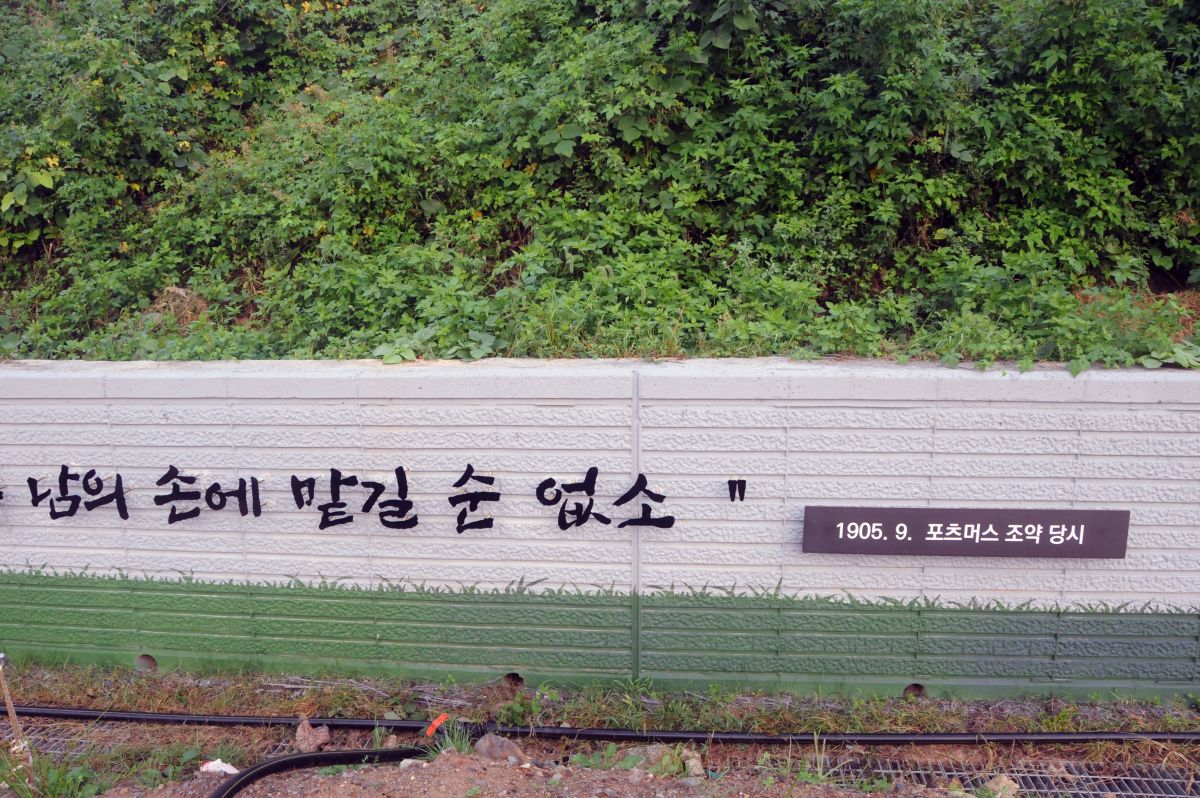 남의 손에 맡길 순 없소 "
1905. 9. 포츠머스 조약 당시